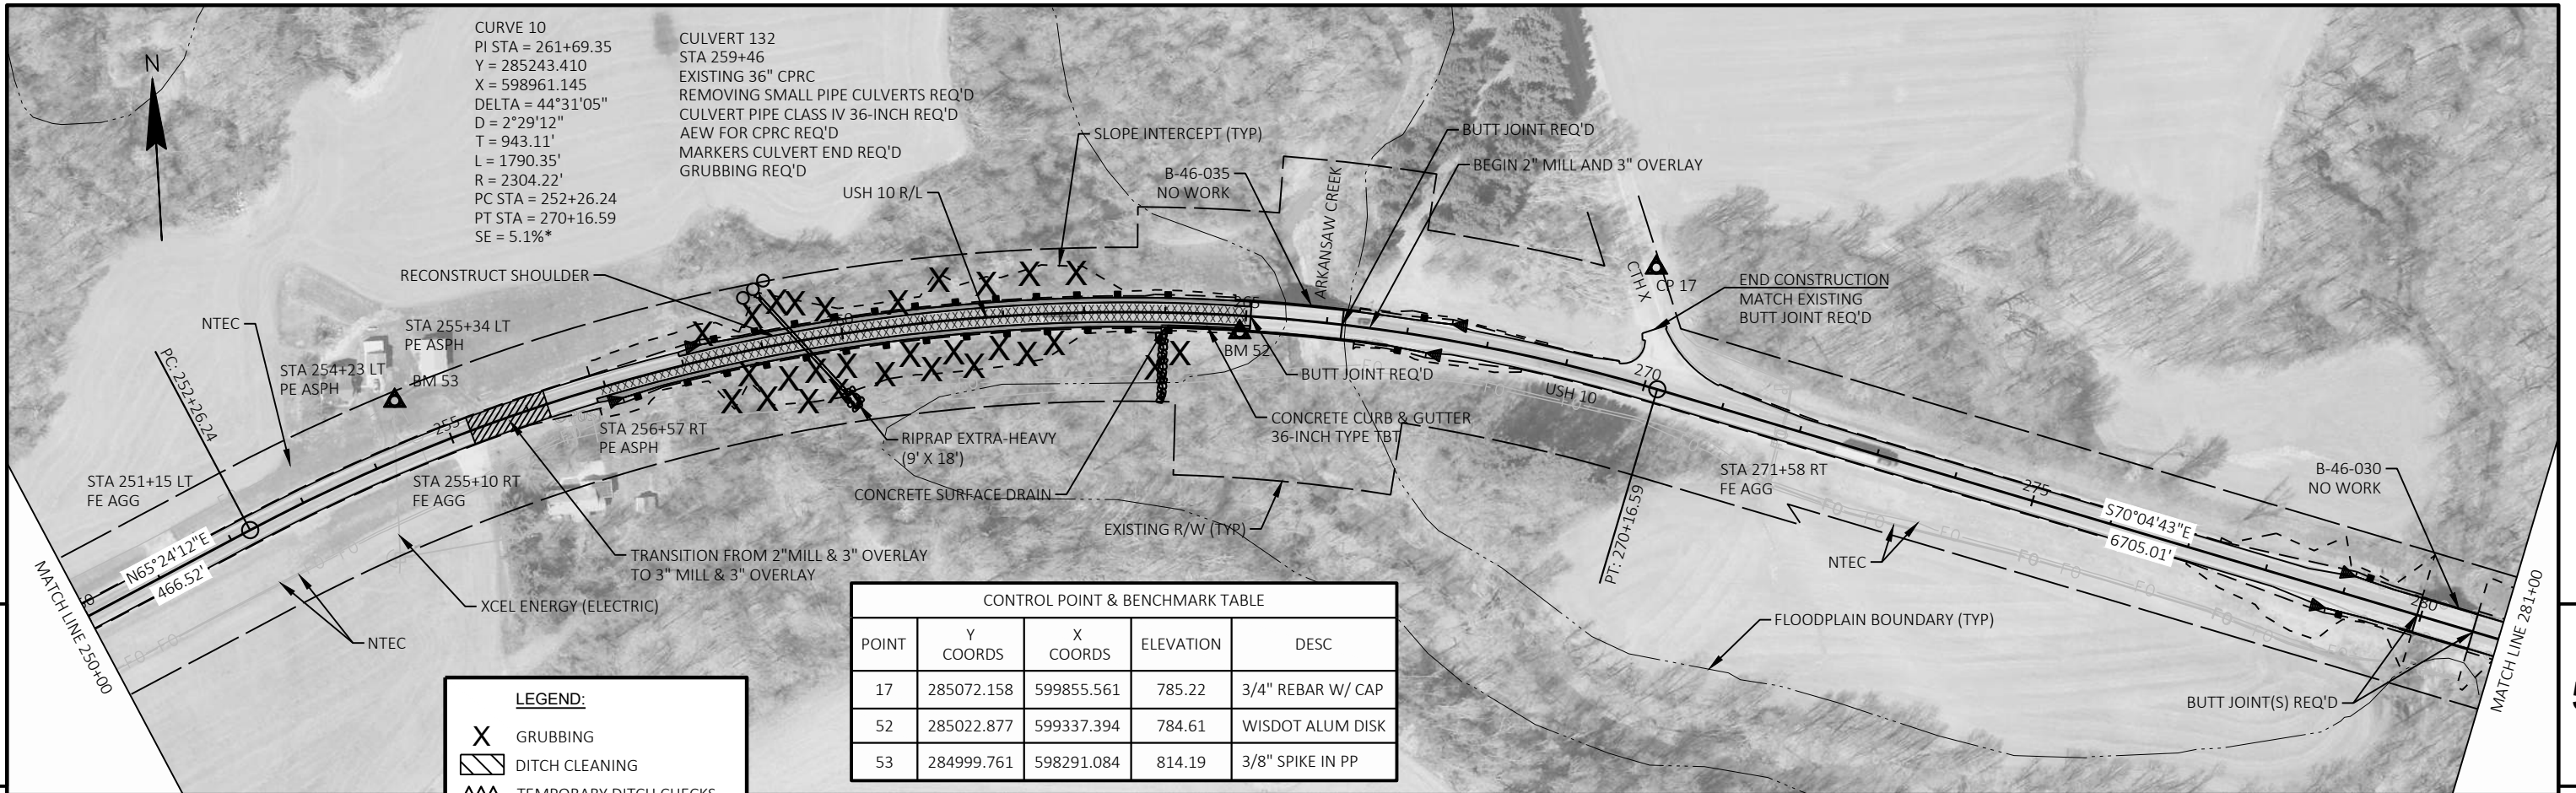 CURVE 10
PI STA = 261+69.35
Y = 285243.410
X = 598961.145
DELTA = 44°31'05"
D = 2°29'12"
T = 943.11'
L = 1790.35'
R = 2304.22'
PC STA = 252+26.24
PT STA = 270+16.59
SE = 5.1%*
CULVERT 132
STA 259+46
EXISTING 36" CPRC
REMOVING SMALL PIPE CULVERTS REQ'D
CULVERT PIPE CLASS IV 36-INCH REQ'D
AEW FOR CPRC REQ'D
MARKERS CULVERT END REQ'D
GRUBBING REQ'D
N
SLOPE INTERCEPT (TYP)
USH 10 R/L
B-46-035
NO WORK
ARKANSAW CREEK
BUTT JOINT REQ'D
BEGIN 2" MILL AND 3" OVERLAY
RECONSTRUCT SHOULDER
NTEC
STA 255+34 LT
PE ASPH
STA 254+23 LT
PE ASPH
BM 53
PC: 252+26.24
STA 251+15 LT
FE AGG
255
STA 255+10 RT
FE AGG
STA 256+57 RT
PE ASPH
265
BM 52
BUTT JOINT REQ'D
CONCRETE CURB & GUTTER
36-INCH TYPE TBT
RIPRAP EXTRA-HEAVY
(9' X 18')
CONCRETE SURFACE DRAIN
EXISTING R/W (TYP)
CTH X
CP 17
END CONSTRUCTION
MATCH EXISTING
BUTT JOINT REQ'D
270
USH 10
PT: 270+16.59
STA 271+58 RT
FE AGG
275
S70°04'43"E
6705.01'
B-46-030
NO WORK
NTEC
280
MATCH LINE 281+00
BUTT JOINT(S) REQ'D
FLOODPLAIN BOUNDARY (TYP)
N65°24'12"E
466.52'
MATCH LINE 250+00
TRANSITION FROM 2"MILL & 3" OVERLAY
TO 3" MILL & 3" OVERLAY
XCEL ENERGY (ELECTRIC)
NTEC
FO FO
FO FO FO FO FO FO
CONTROL POINT & BENCHMARK TABLE
POINT Y COORDS X COORDS ELEVATION DESC
17 285072.158 599855.561 785.22 3/4" REBAR W/ CAP
52 285022.877 599337.394 784.61 WISDOT ALUM DISK
53 284999.761 598291.084 814.19 3/8" SPIKE IN PP
LEGEND:
X GRUBBING
DITCH CLEANING
TEMPORARY DITCH CHECKS